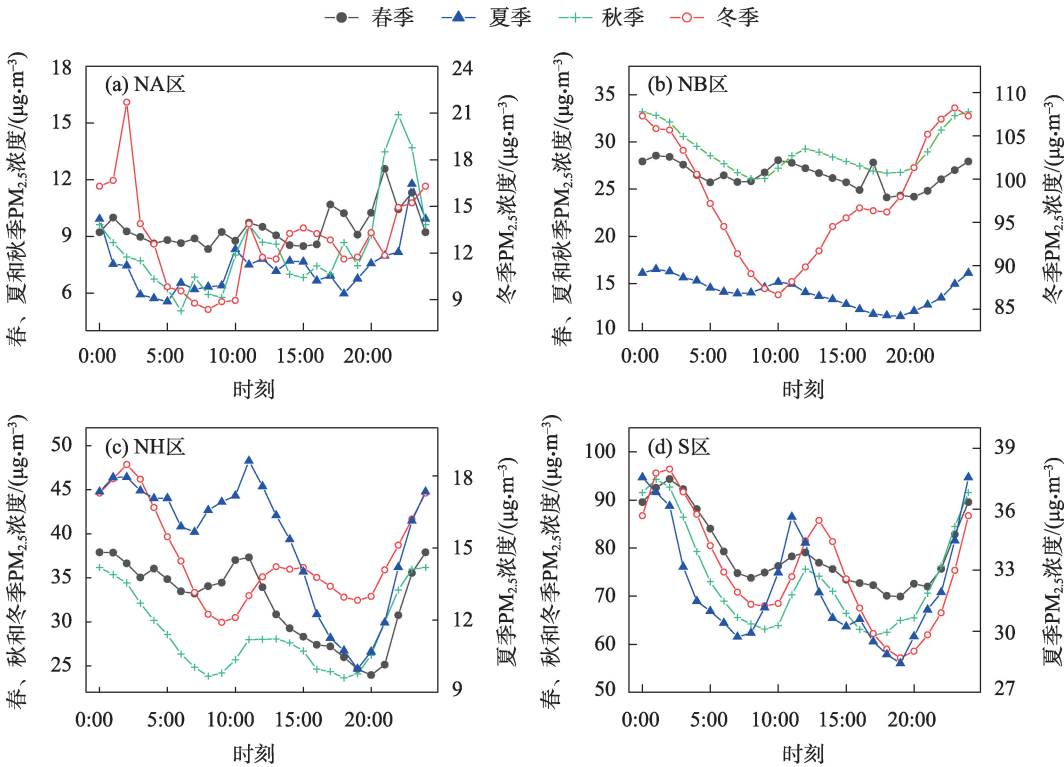 春季 夏季 秋季 冬季
(a) NA区
春、夏和秋季PM2.5浓度/(μg·m⁻³)
18
15
12
9
6
24
21
18
15
12
9
冬季PM2.5浓度/(μg·m⁻³)
0:00 5:00 10:00 15:00 20:00
时刻
(b) NB区
春、夏和秋季PM2.5浓度/(μg·m⁻³)
35
30
25
20
15
10
110
105
100
95
90
85
冬季PM2.5浓度/(μg·m⁻³)
0:00 5:00 10:00 15:00 20:00
时刻
(c) NH区
春、秋和冬季PM2.5浓度/(μg·m⁻³)
50
45
40
35
30
25
18
15
12
9
夏季PM2.5浓度/(μg·m⁻³)
0:00 5:00 10:00 15:00 20:00
时刻
(d) S区
春、秋和冬季PM2.5浓度/(μg·m⁻³)
100
90
80
70
60
50
39
36
33
30
27
夏季PM2.5浓度/(μg·m⁻³)
0:00 5:00 10:00 15:00 20:00
时刻